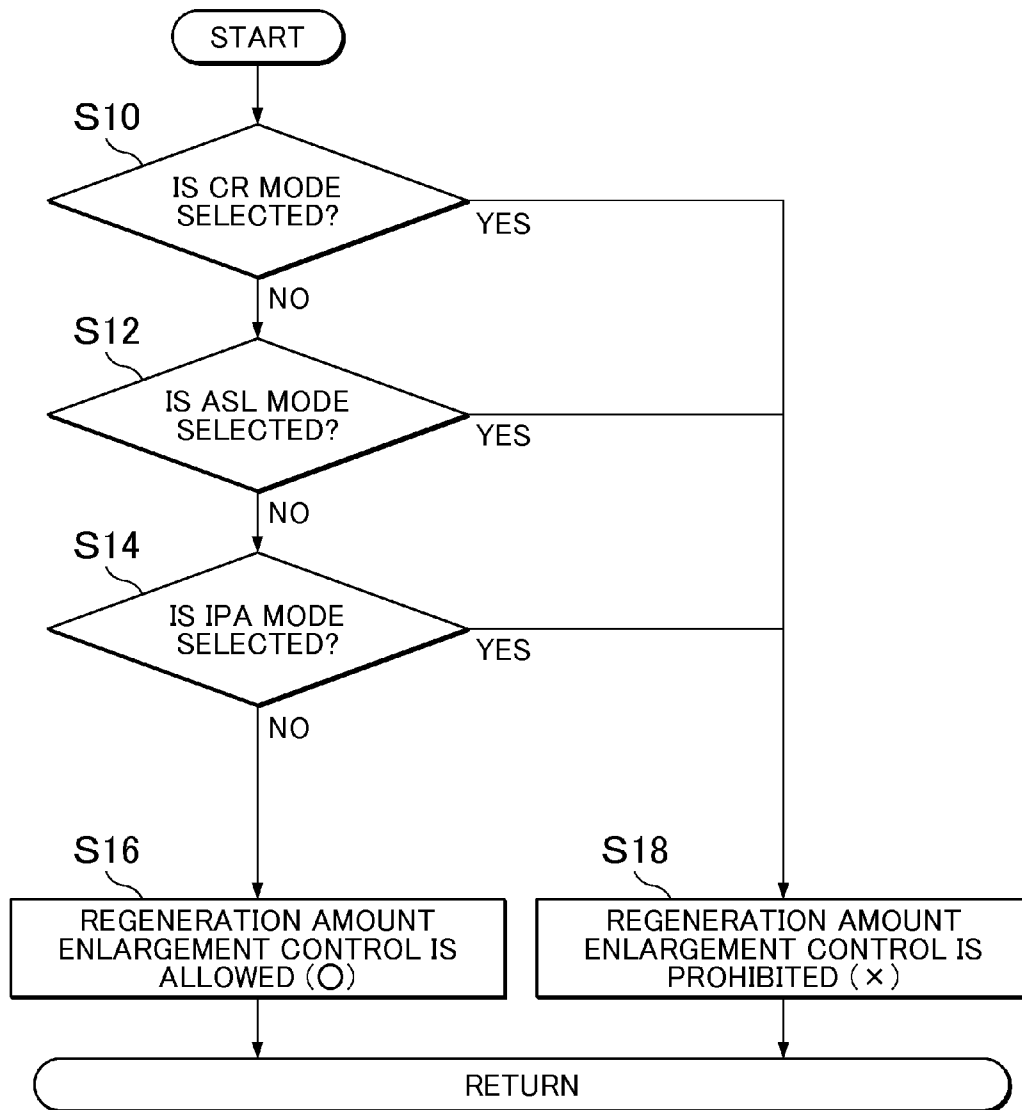 START
S10
IS CR MODE
SELECTED?
YES
NO
S12
IS ASL MODE
SELECTED?
YES
NO
S14
IS IPA MODE
SELECTED?
YES
NO
S16
REGENERATION AMOUNT
ENLARGEMENT CONTROL IS
ALLOWED (○)
S18
REGENERATION AMOUNT
ENLARGEMENT CONTROL IS
PROHIBITED (×)
RETURN